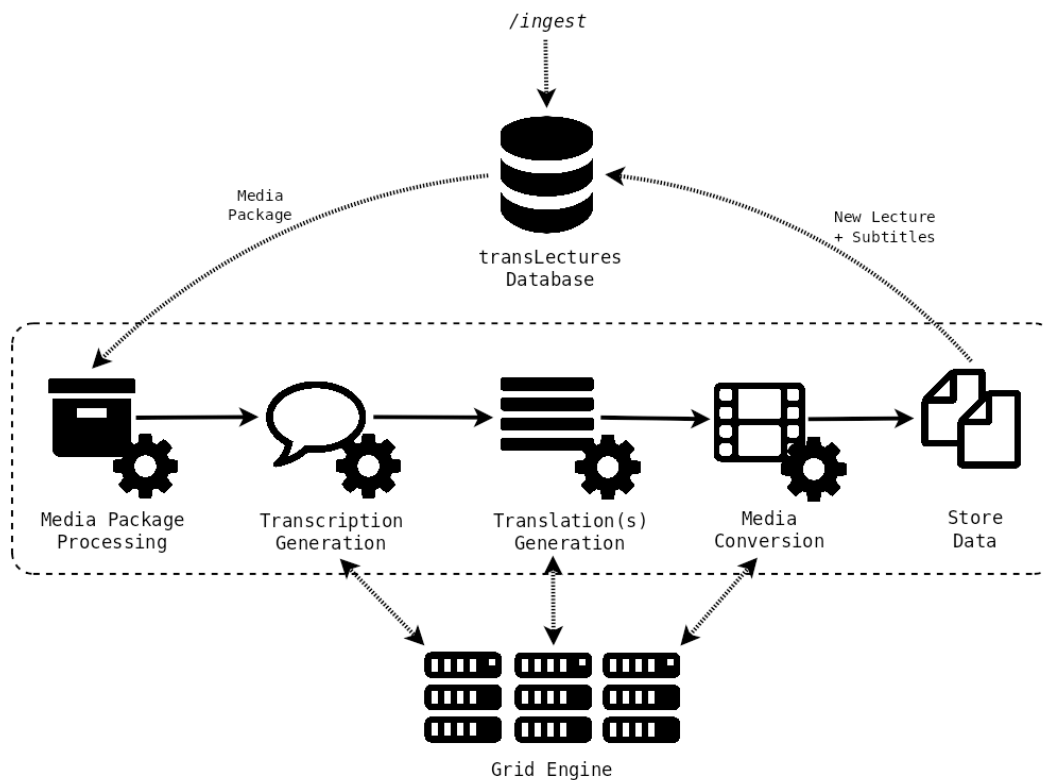 /ingest
Media
Package
New Lecture
+ Subtitles
transLectures
Database
Media Package
Processing
Transcription
Generation
Translation(s)
Generation
Media
Conversion
Store
Data
Grid Engine